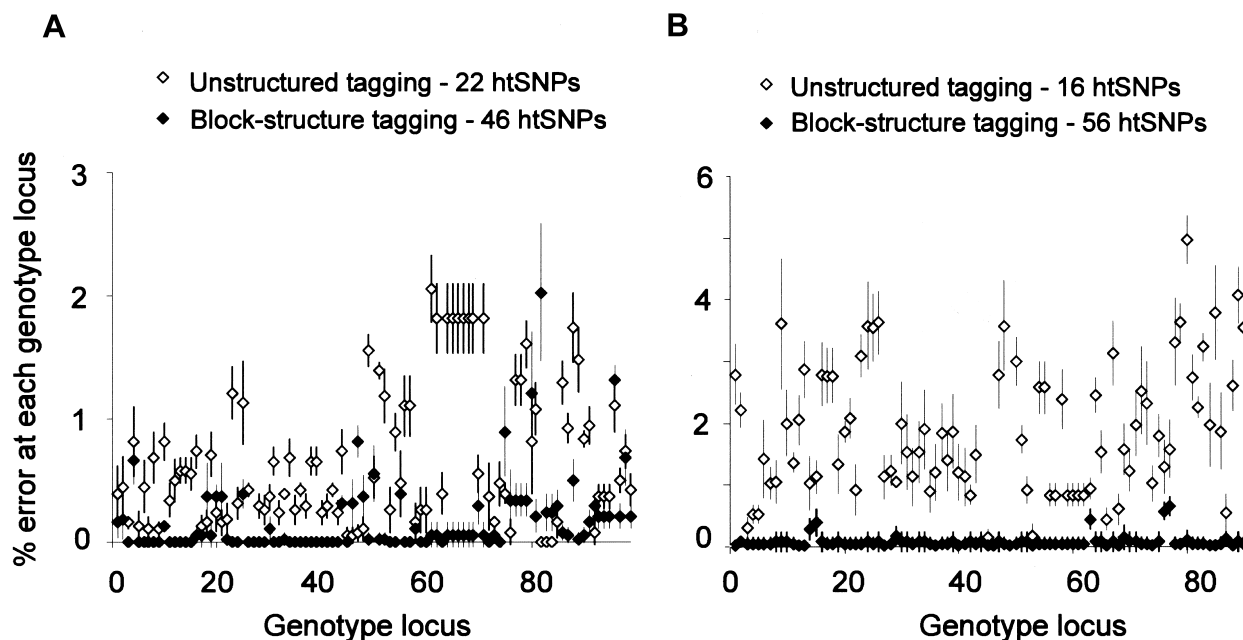 A
Unstructured tagging - 22 htSNPs
Block-structure tagging - 46 htSNPs
% error at each genotype locus
3
2
1
0
0 20 40 60 80
Genotype locus
B
Unstructured tagging - 16 htSNPs
Block-structure tagging - 56 htSNPs
6
4
2
0
0 20 40 60 80
Genotype locus